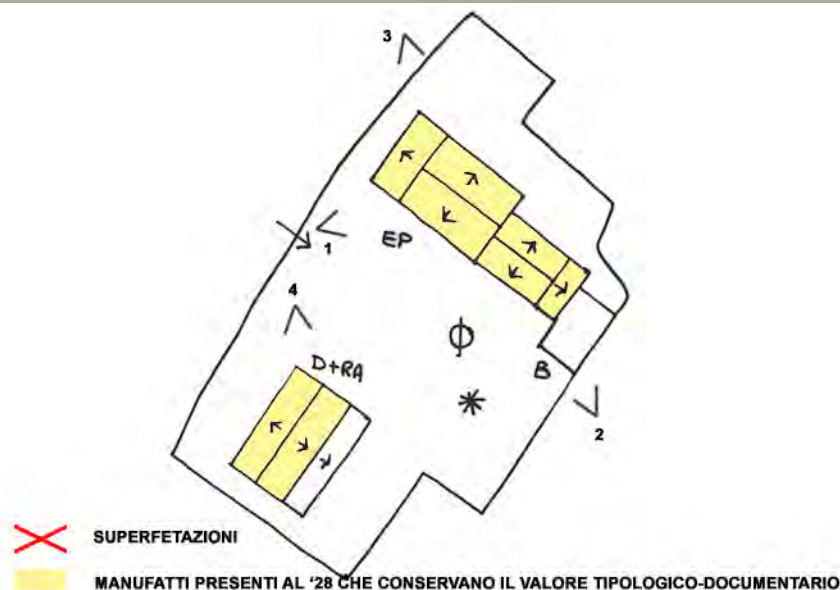 3
EP
1
4
D+RA
B
2
SUPERFETAZIONI
MANUFATTI PRESENTI AL '28 CHE CONSERVANO IL VALORE TIPOLOGICO-DOCUMENTARIO